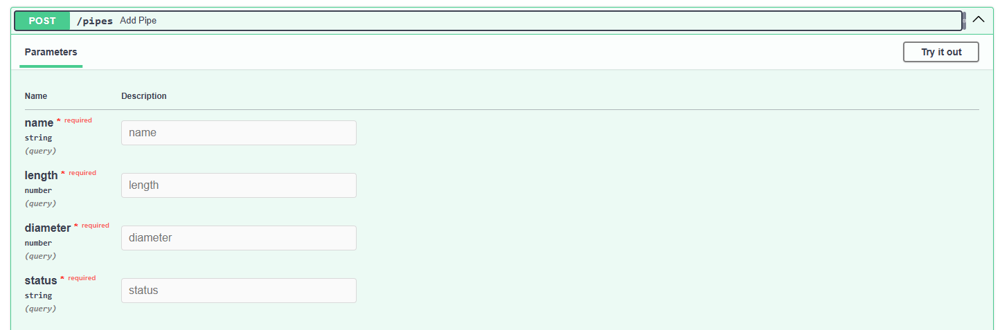 POST /pipes Add Pipe
Parameters Try it out
Name Description
name * required
name
string
(query)
length * required
length
number
(query)
diameter * required
diameter
number
(query)
status * required
status
string
(query)